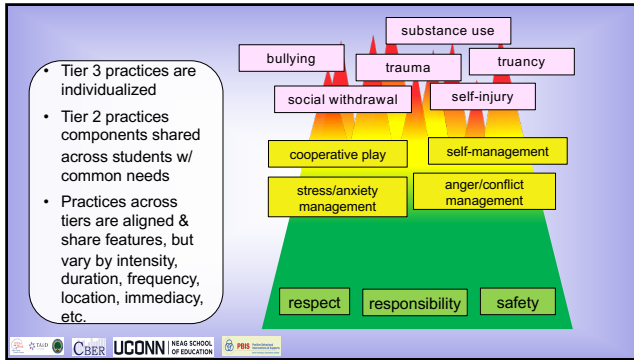 • Tier 3 practices are
individualized
• Tier 2 practices
components shared
across students w/
common needs
• Practices across
tiers are aligned &
share features, but
vary by intensity,
duration, frequency,
location, immediacy,
etc.
substance use
bullying
trauma
truancy
social withdrawal
self-injury
cooperative play
self-management
stress/anxiety
management
anger/conflict
management
respect
responsibility
safety
CBER
UCONN
NEAG SCHOOL
OF EDUCATION
PBIS